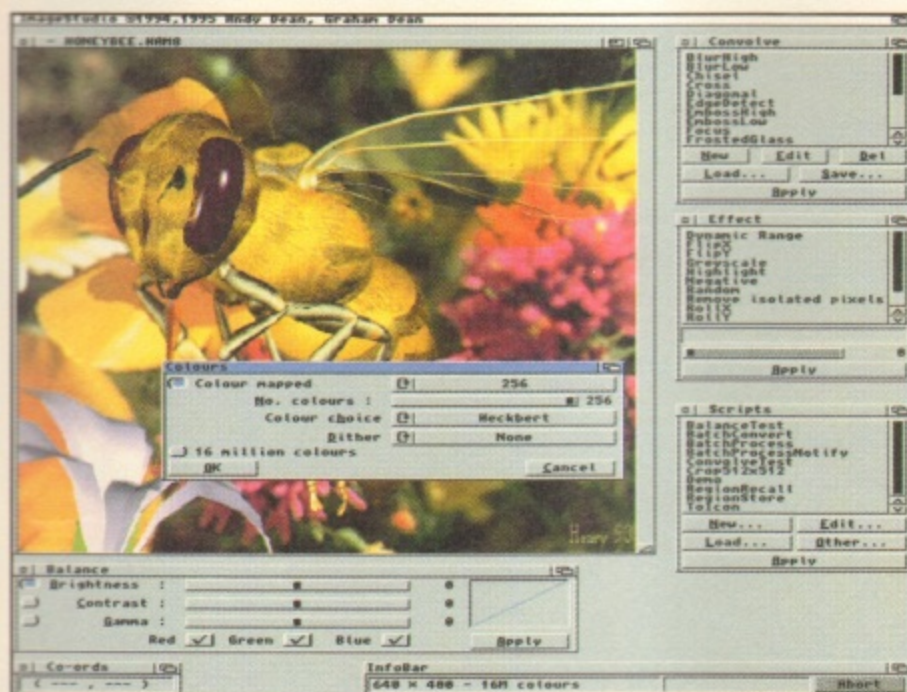 ImageStudio ©1994,1995 Andy Dean, Graham Dean
HONEYBEE.HAM8
Convolve
BlurHigh
BlurLow
Chisel
Cross
Diagonal
EdgeDetect
EmbossHigh
EmbossLow
Focus
FrostedGlass
New Edit Del
Load... Save...
Apply
Effect
Dynamic Range
FlipX
FlipY
Greyscale
Highlight
Negative
Random
Remove isolated pixels
RollX
RollY
0
Apply
Colours
Colour mapped 256
No. colours : 256
Colour choice Heckbert
Dither None
16 million colours
OK Cancel
Scripts
BalanceTest
BatchConvert
BatchProcess
BatchProcessNotify
ConvolveTest
Crop512x512
Demo
RegionRecall
RegionStore
ToIcon
New... Edit...
Load... Other...
Apply
Balance
Brightness : 0
Contrast : 0
Gamma : 0
Red Green Blue Apply
Co-ords
( --- , --- )
InfoBar
640 × 480 - 16M colours
Abort